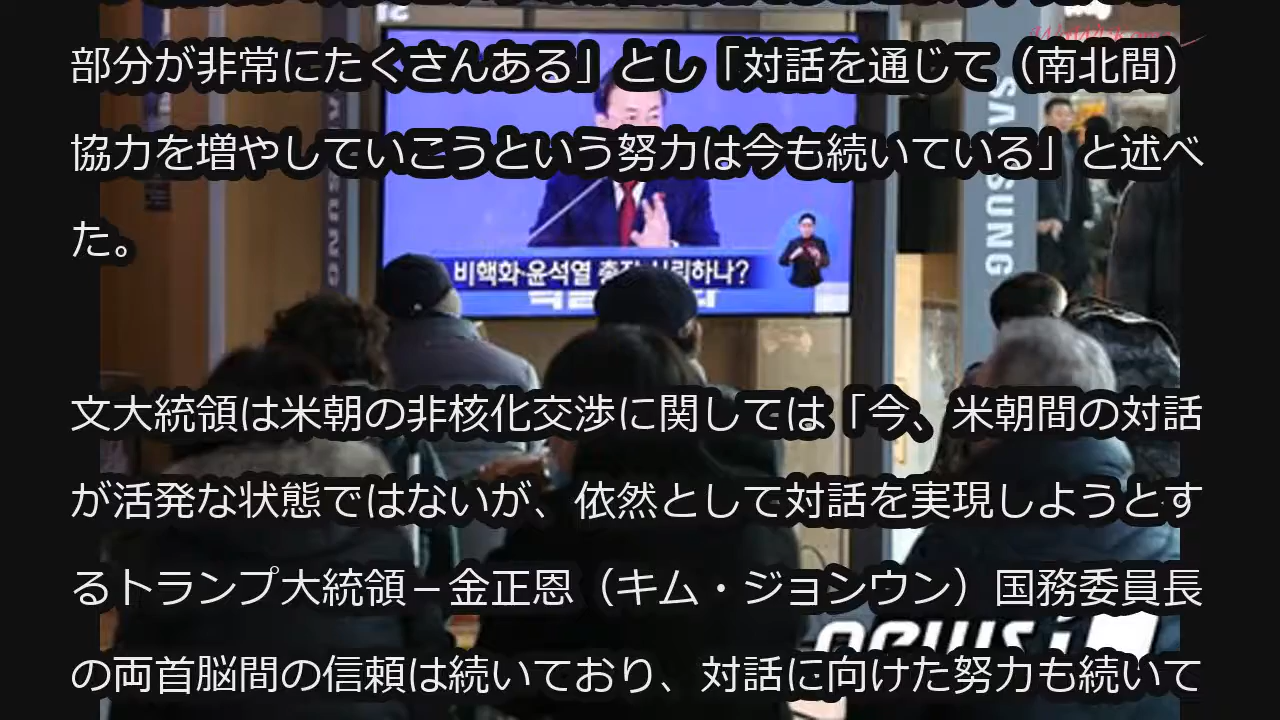 部分が非常にたくさんある」とし「対話を通じて（南北間）
協力を増やしていこうという努力は今も続いている」と述べ
た。
SAMSUNG
비핵화·윤석열
하나?
文大統領は米朝の非核化交渉に関しては「今、米朝間の対話
が活発な状態ではないが、依然として対話を実現しようとす
るトランプ大統領－金正恩（キム・ジョンウン）国務委員長
news1
の両首脳間の信頼は続いており、対話に向けた努力も続いて